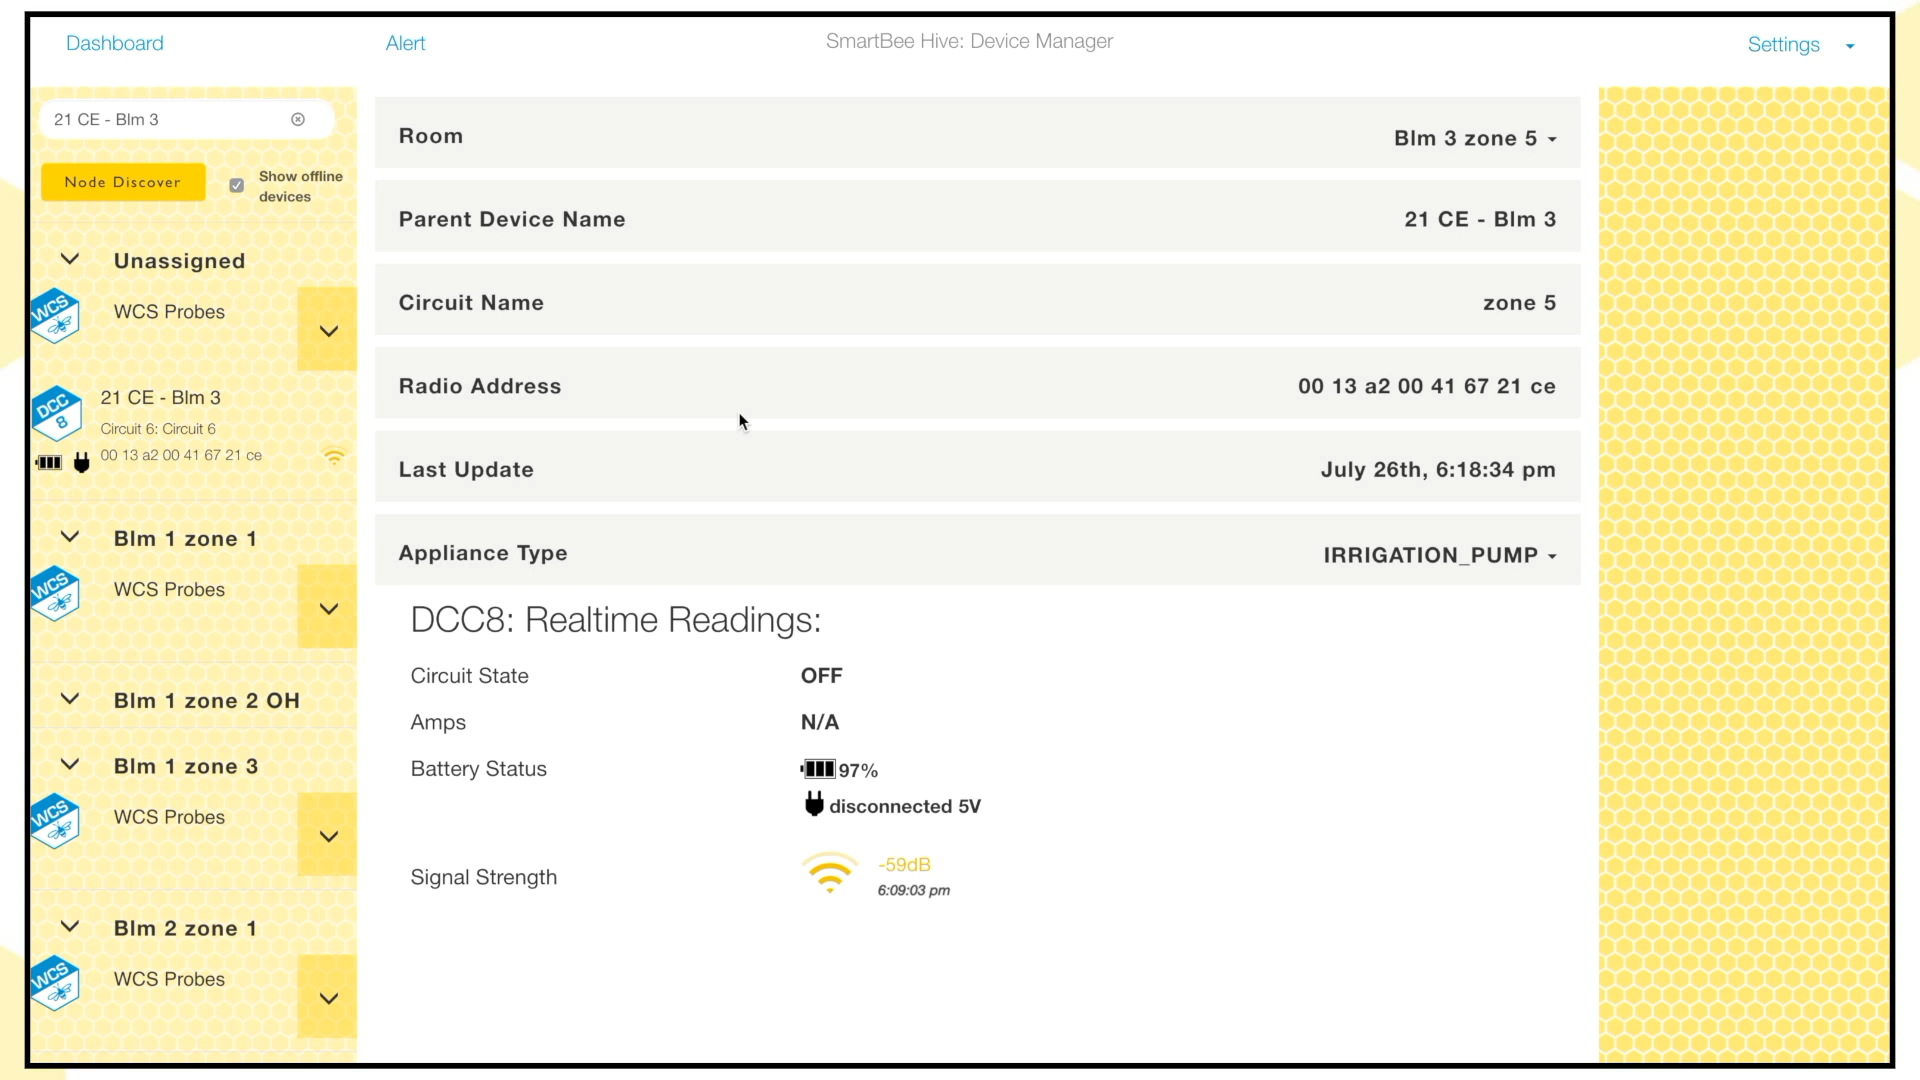 Dashboard
Alert
SmartBee Hive: Device Manager
Settings
21 CE - Blm 3
Node Discover
Show offline
devices
Unassigned
WCS
WCS Probes
DCC
8
21 CE - Blm 3
Circuit 6: Circuit 6
00 13 a2 00 41 67 21 ce
Blm 1 zone 1
WCS
WCS Probes
Blm 1 zone 2 OH
Blm 1 zone 3
WCS
WCS Probes
Blm 2 zone 1
WCS
WCS Probes
Room
Blm 3 zone 5
Parent Device Name
21 CE - Blm 3
Circuit Name
zone 5
Radio Address
00 13 a2 00 41 67 21 ce
Last Update
July 26th, 6:18:34 pm
Appliance Type
IRRIGATION_PUMP
DCC8: Realtime Readings:
Circuit State
OFF
Amps
N/A
Battery Status
97%
disconnected 5V
Signal Strength
-59dB
6:09:03 pm